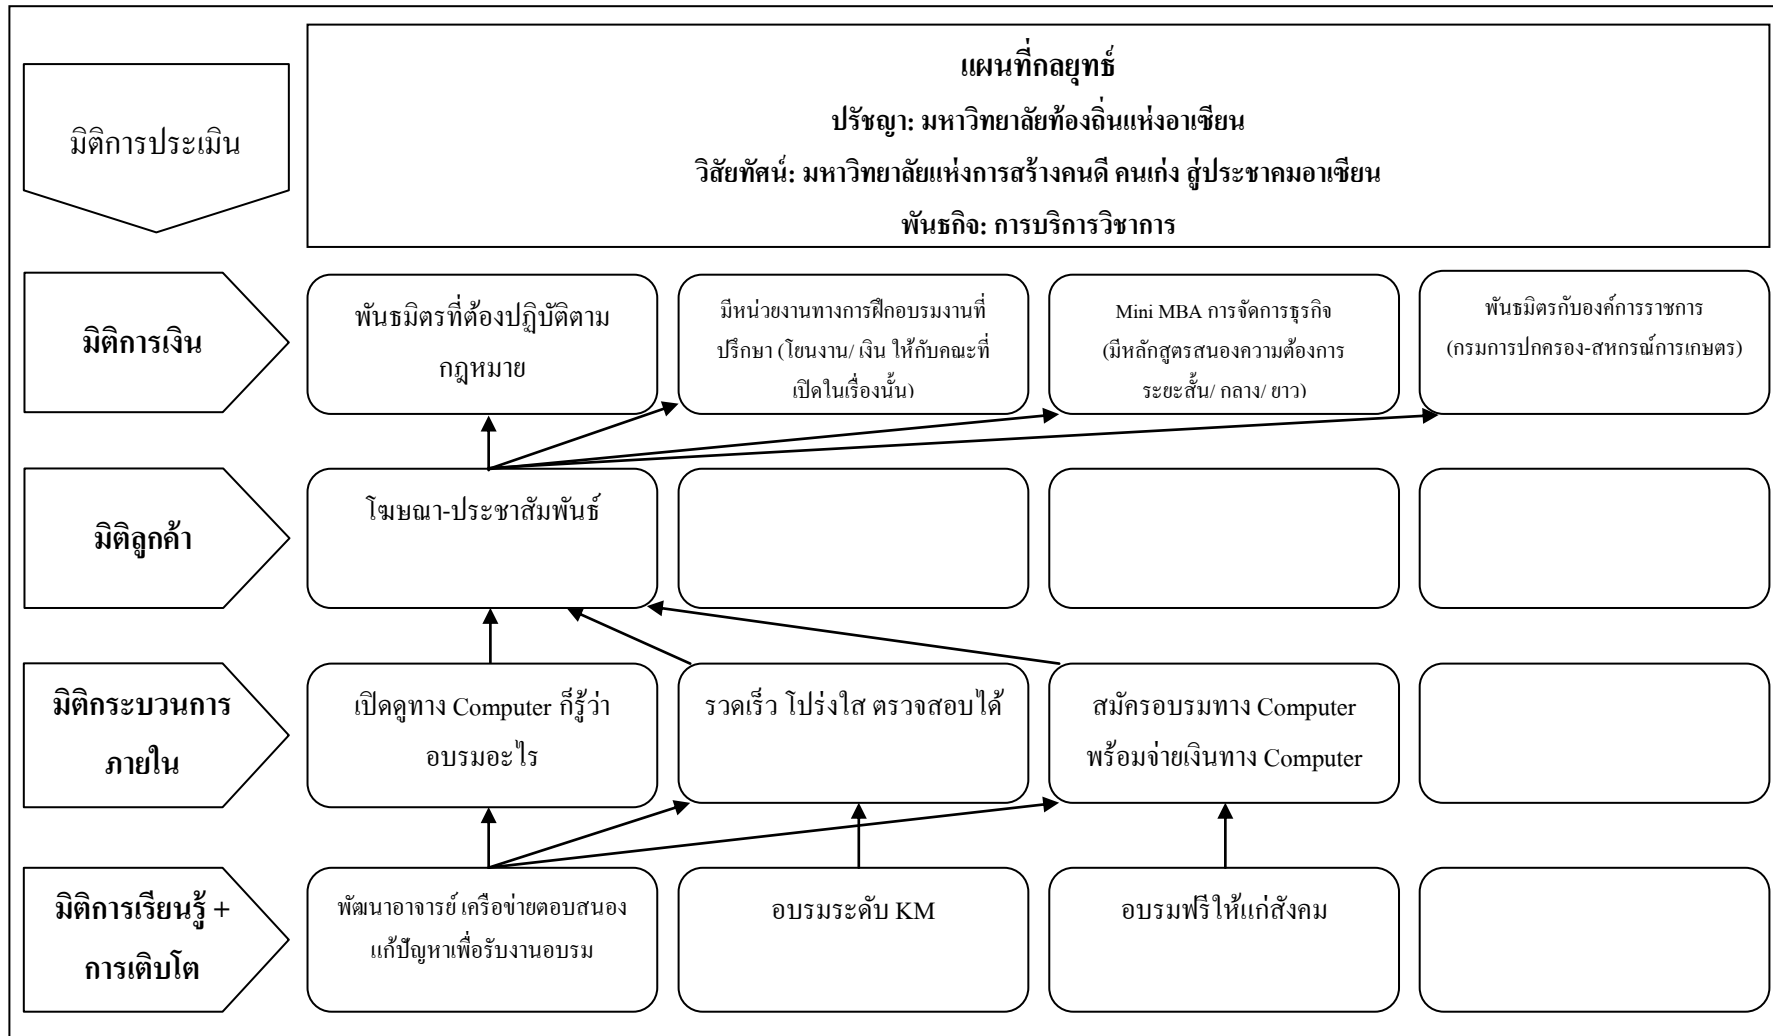 แผนที่กลยุทธ์
ปรัชญา: มหาวิทยาลัยท้องถิ่นแห่งอาเซียน
วิสัยทัศน์: มหาวิทยาลัยแห่งการสร้างคนดี คนเก่ง สู่ประชาคมอาเซียน
พันธกิจ: การบริการวิชาการ
มิติการประเมิน
มิติการเงิน
พันธมิตรที่ต้องปฏิบัติตาม
กฎหมาย
มีหน่วยงานทางการฝึกอบรมงานที่
ปรึกษา (โยนงาน/ เงิน ให้กับคณะที่
เปิดในเรื่องนั้น)
Mini MBA การจัดการธุรกิจ
(มีหลักสูตรสนองความต้องการ
ระยะสั้น/ กลาง/ ยาว)
พันธมิตรกับองค์การราชการ
(กรมการปกครอง-สหกรณ์การเกษตร)
มิติลูกค้า
โฆษณา-ประชาสัมพันธ์
มิติกระบวนการ
ภายใน
เปิดดูทาง Computer ก็รู้ว่า
อบรมอะไร
รวดเร็ว โปร่งใส ตรวจสอบได้
สมัครอบรมทาง Computer
พร้อมจ่ายเงินทาง Computer
มิติการเรียนรู้ +
การเติบโต
พัฒนาอาจารย์ เครือข่ายตอบสนอง
แก้ปัญหาเพื่อรับงานอบรม
อบรมระดับ KM
อบรมฟรีให้แก่สังคม